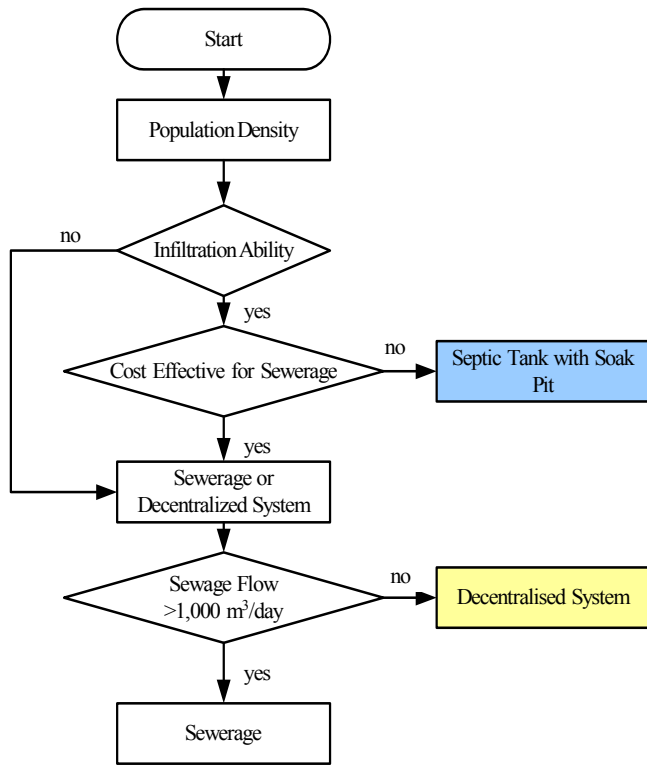 Start
Population Density
no
Infiltration Ability
yes
Cost Effective for Sewerage
no
Septic Tank with Soak
Pit
yes
Sewerage or
Decentralized System
Sewage Flow
>1,000 m³/day
no
Decentralised System
yes
Sewerage